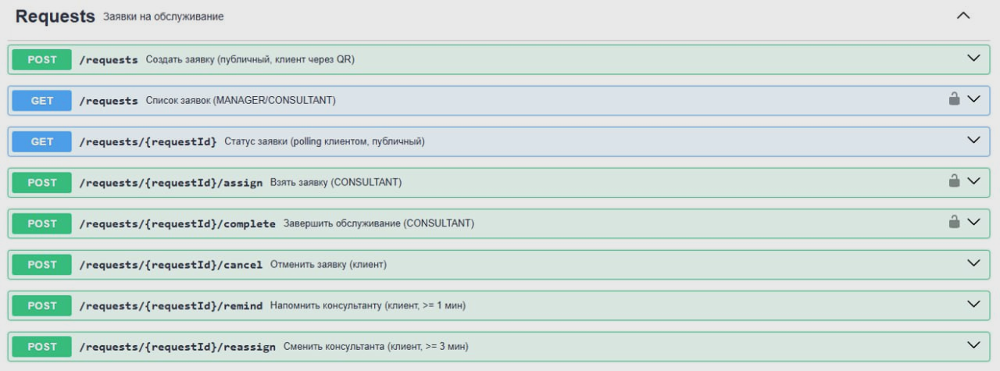 Requests Заявки на обслуживание
POST /requests Создать заявку (публичный, клиент через QR)
GET /requests Список заявок (MANAGER/CONSULTANT)
GET /requests/{requestId} Статус заявки (polling клиентом, публичный)
POST /requests/{requestId}/assign Взять заявку (CONSULTANT)
POST /requests/{requestId}/complete Завершить обслуживание (CONSULTANT)
POST /requests/{requestId}/cancel Отменить заявку (клиент)
POST /requests/{requestId}/remind Напомнить консультанту (клиент, >= 1 мин)
POST /requests/{requestId}/reassign Сменить консультанта (клиент, >= 3 мин)